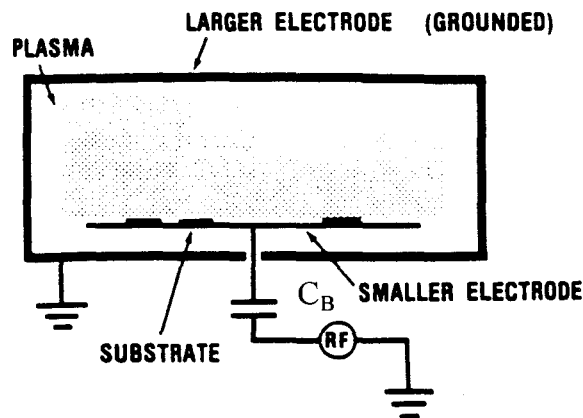 LARGER ELECTRODE (GROUNDED)
PLASMA
C_B
SMALLER ELECTRODE
SUBSTRATE
RF